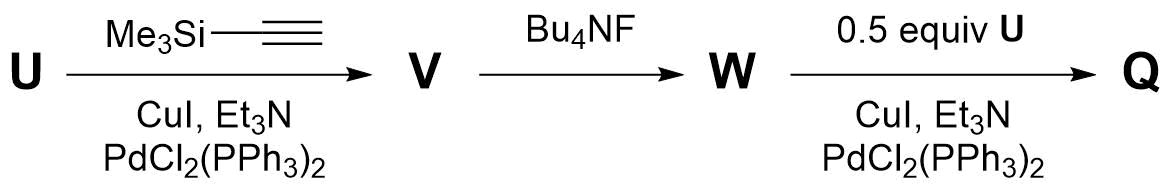 Me₃Si
U
CuI, Et₃N
PdCl₂(PPh₃)₂
V
Bu₄NF
W
0.5 equiv U
CuI, Et₃N
PdCl₂(PPh₃)₂
Q